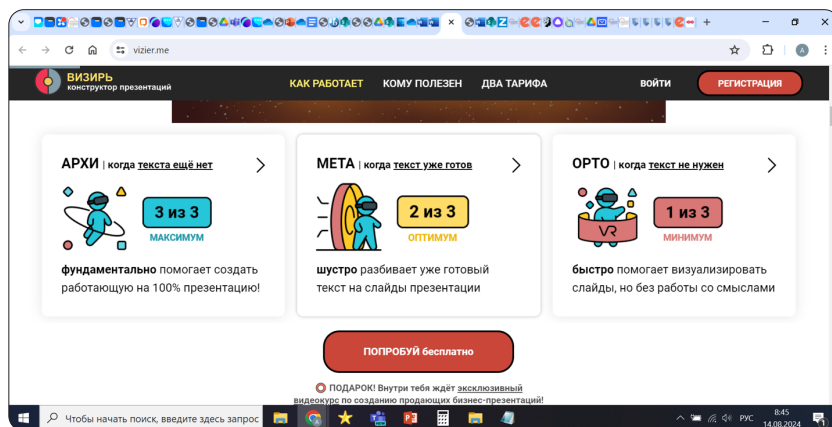 vizier.me
ВИЗИРЬ
конструктор презентаций
КАК РАБОТАЕТ КОМУ ПОЛЕЗЕН ДВА ТАРИФА ВОЙТИ РЕГИСТРАЦИЯ
АРХИ | когда текста ещё нет
3 из 3
МАКСИМУМ
фундаментально помогает создать
работающую на 100% презентацию!
МЕТА | когда текст уже готов
2 из 3
ОПТИМУМ
шустро разбивает уже готовый
текст на слайды презентации
ОРТО | когда текст не нужен
VR
1 из 3
МИНИМУМ
быстро помогает визуализировать
слайды, но без работы со смыслами
ПОПРОБУЙ бесплатно
ПОДАРОК! Внутри тебя ждёт эксклюзивный
видеокурс по созданию продающих бизнес-презентаций!
Чтобы начать поиск, введите здесь запрос
РУС
8:45
14.08.2024